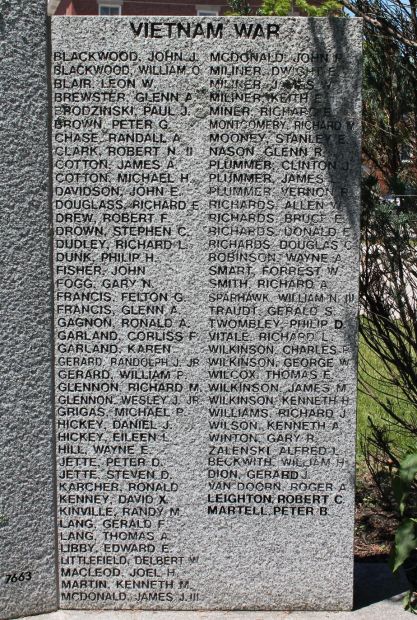 VIETNAM WAR
BLACKWOOD, JOHN J.
BLACKWOOD, WILLIAM O.
BLAIR, LEON W.
BREWSTER, GLENN A.
BRODZINSKI, PAUL J.
BROWN, PETER G.
CHASE, RANDALL A.
CLARK, ROBERT N. II
COTTON, JAMES A.
COTTON, MICHAEL H.
DAVIDSON, JOHN E.
DOUGLASS, RICHARD E.
DREW, ROBERT F.
DROWN, STEPHEN C.
DUDLEY, RICHARD L.
DUNK, PHILIP H.
FISHER, JOHN
FOGG, GARY N.
FRANCIS, FELTON G.
FRANCIS, GLENN A.
GAGNON, RONALD A.
GARLAND, CORLISS F.
GARLAND, KAREN
GERARD, RANDOLPH J., JR.
GERARD, WILLIAM P.
GLENNON, RICHARD M.
GLENNON, WESLEY J. JR.
GRIGAS, MICHAEL P.
HICKEY, DANIEL J.
HICKEY, EILEEN L.
HILL, WAYNE E.
JETTE, PETER D.
JETTE, STEVEN D.
KARCHER, RONALD
KENNEY, DAVID X.
KINVILLE, RANDY M.
LANG, GERALD F.
LANG, THOMAS A.
LIBBY, EDWARD E.
LITTLEFIELD, DELBERT W.
MACLEOD, JOEL H.
MARTIN, KENNETH M.
MCDONALD, JAMES J. III
MCDONALD, JOHN
MILINER, DWIGHT
MILINER,
MILINER, KEITH E.
MINER, RICHARD
MONTGOMERY, RICHARD
MOONEY, STANLEY
NASON, GLENN R.
PLUMMER, CLINTON
PLUMMER, JAMES
PLUMMER, VERNON
RICHARDS, ALLEN W.
RICHARDS, BRUCE E.
RICHARDS, DONALD E.
RICHARDS, DOUGLAS C.
ROBINSON, WAYNE A.
SMART, FORREST W.
SMITH, RICHARD A.
SPARHAWK, WILLIAM N. III
TRAUDT, GERALD S.
TWOMBLEY, PHILIP D.
VITALE, RICHARD L.
WILKINSON, CHARLES
WILKINSON, GEORGE W.
WILCOX, THOMAS E.
WILKINSON, JAMES M.
WILKINSON, KENNETH H.
WILLIAMS, RICHARD J.
WILSON, KENNETH A.
WINTON, GARY R.
ZALENSKI, ALFRED L.
BECKWITH, WILLIAM H.
DION, GERARD J.
VAN DOORN, ROGER A.
LEIGHTON, ROBERT C.
MARTELL, PETER B.
7663